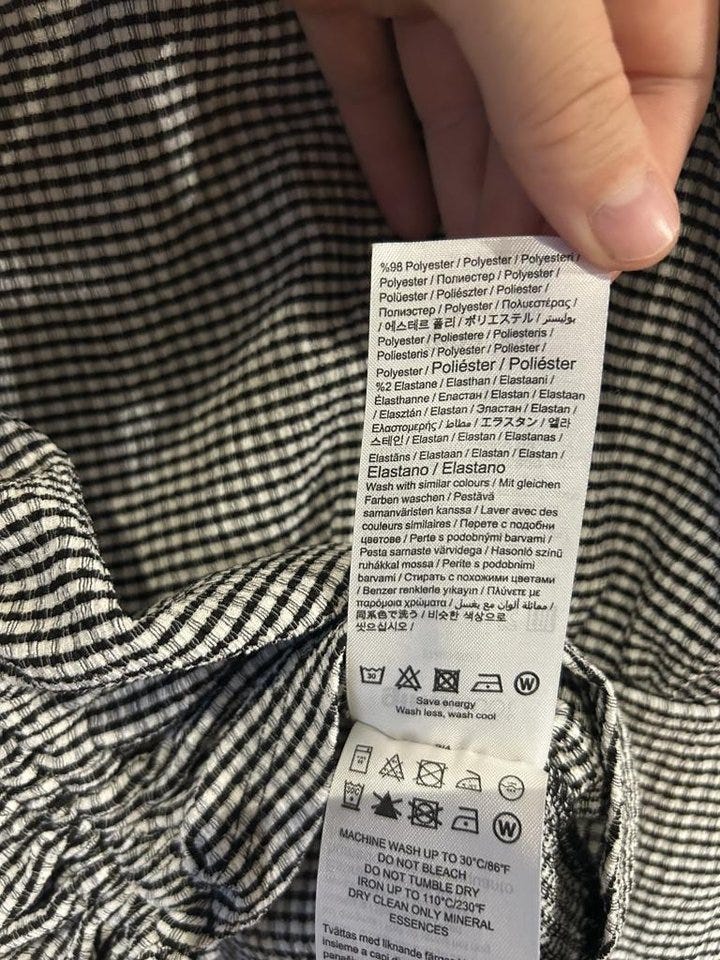 %98 Polyester / Polyester / Polyesteri /
Polyester / Полиестер / Polyester /
Polüester / Poliészter / Poliester /
Полиэстер / Polyester / Πολυεστέρας /
/ 에스테르 폴리 / ポリエステル / بوليستر
Polyester / Poliestere / Poliesteris /
Poliesteris / Polyester / Poliester /
Polyester / Poliéster / Poliéster
%2 Elastane / Elasthan / Elastaani /
Élasthanne / Еластан / Elastan / Elastaan
/ Elasztán / Elastan / Эластан / Elastan /
Ελαστομερής / مطاط / エラスタン / 엘라
스테인 / Elastan / Elastan / Elastanas /
Elastāns / Elastaan / Elastan / Elastan /
Elastano / Elastano
Wash with similar colours / Mit gleichen
Farben waschen / Pestävä
samanväristen kanssa / Laver avec des
couleurs similaires / Перете с подобни
цветове / Perte s podobnými barvami /
Pesta sarnaste värvidega / Hasonló színű
ruhákkal mossa / Perite s podobnimi
barvami / Стирать с похожими цветами
/ Benzer renklerle yıkayın / Πλύνετε με
παρόμοια χρώματα / مماثلة ألوان مع يغسل /
同系色で洗う / 비슷한 색상으로
씻으십시오 /
30 W
Save energy
Wash less, wash cool
W
MACHINE WASH UP TO 30°C/86°F
DO NOT BLEACH
DO NOT TUMBLE DRY
IRON UP TO 110°C/230°F
DRY CLEAN ONLY MINERAL
ESSENCES
Tvättas med liknande färger
insieme a capi d